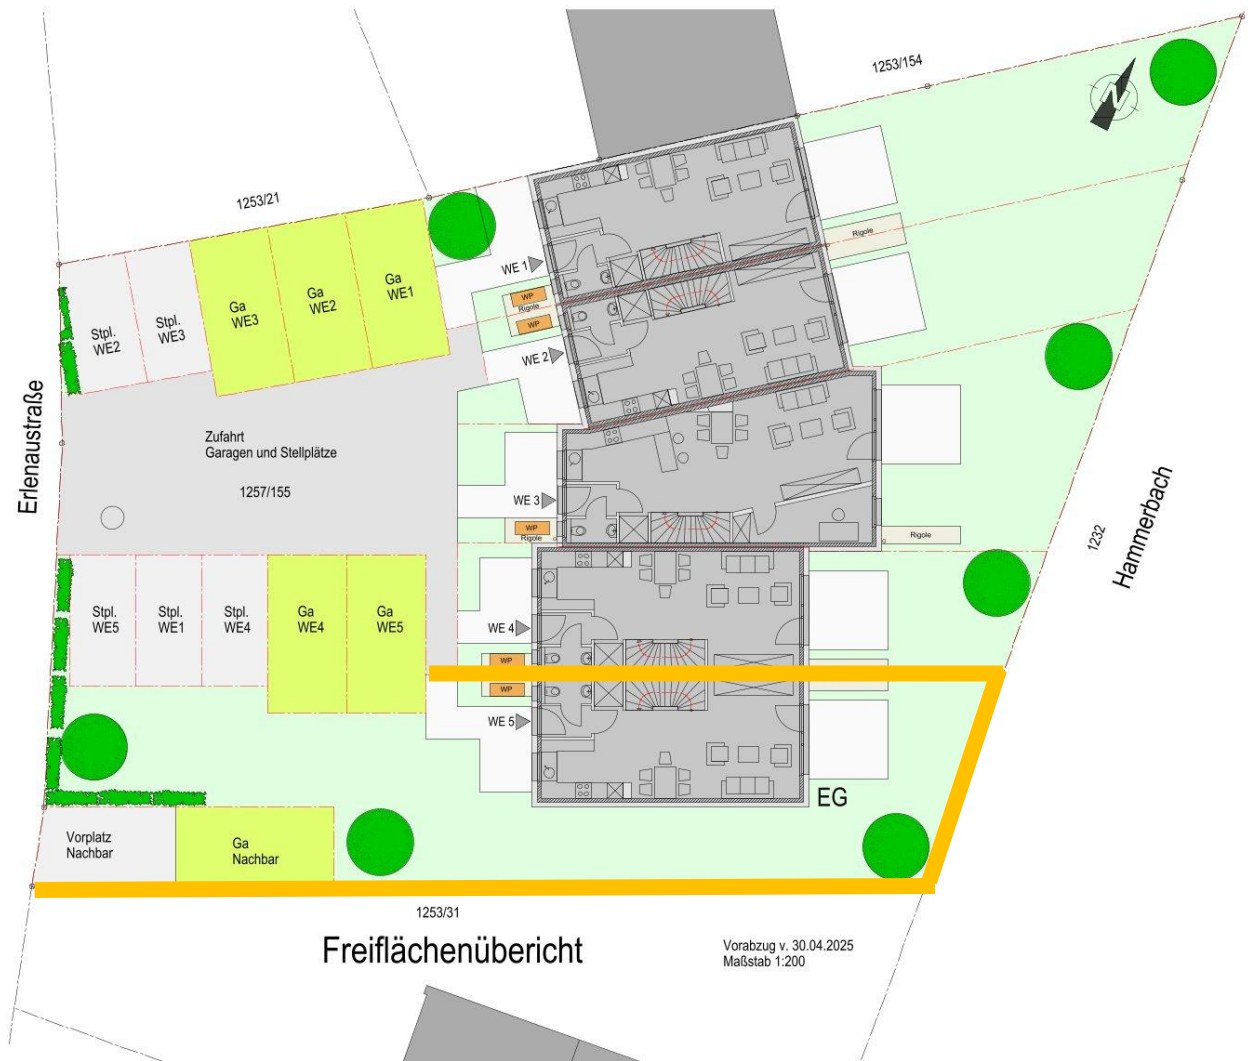 1253/154
N
1253/21
Rigole
WE 1
Ga
WE1
Ga
WE2
Ga
WE3
WP
Rigole
WP
Stpl.
WE3
Stpl.
WE2
WE 2
Erlenaustraße
Zufahrt
Garagen und Stellplätze
1257/155
WE 3
WP
Rigole
Rigole
1232
Hammerbach
Stpl.
WE5
Stpl.
WE1
Stpl.
WE4
Ga
WE4
Ga
WE5
WE 4
WP
WP
WE 5
EG
Vorplatz
Nachbar
Ga
Nachbar
1253/31
Freiflächenübericht
Vorabzug v. 30.04.2025
Maßstab 1:200